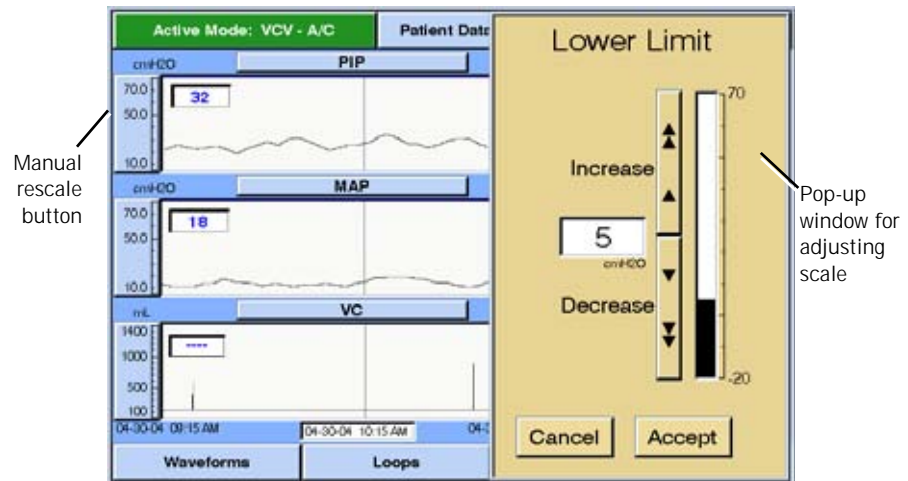 Active Mode: VCV - A/C
Patient Data
cmH2O
PIP
70.0
50.0
10.0
32
cmH2O
MAP
70.0
50.0
18
mL
VC
1400
1000
500
100
----
04-30-04 09:15 AM
04-30-04 10:15 AM
04-3
Waveforms
Loops
Lower Limit
70
Increase
5
cmH2O
Decrease
-20
Cancel
Accept
Manual
rescale
button
Pop-up
window for
adjusting
scale